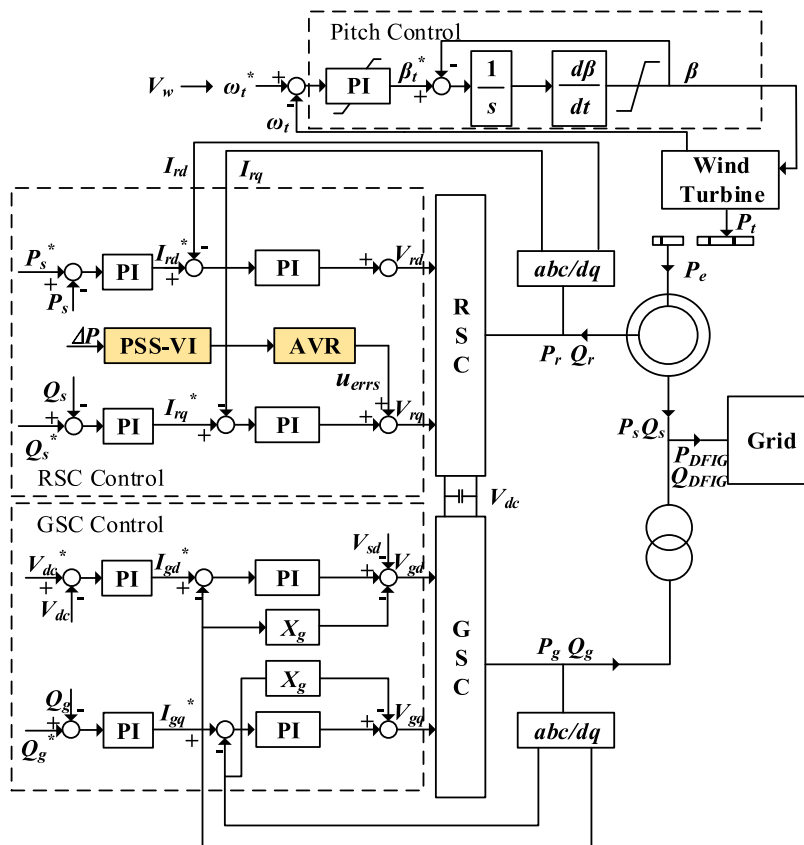 Pitch Control
V_w
ω_t^*
+
-
PI
β_t^*
+
-
1
s
dβ
dt
β
ω_t
I_rd
I_rq
Wind
Turbine
P_t
P_s^*
+
-
P_s
PI
I_rd^*
+
-
PI
+
V_rd
R
S
C
abc/dq
P_e
P_r Q_r
ΔP
PSS-VI
AVR
u_errs
Q_s
-
+
Q_s^*
PI
I_rq^*
+
-
PI
+
+
V_rq
P_s Q_s
Grid
P_DFIG
Q_DFIG
RSC Control
V_dc
GSC Control
V_dc^*
+
-
V_dc
PI
I_gd^*
+
-
PI
V_sd
-
+
-
V_gd
X_g
G
S
C
P_g Q_g
X_g
Q_g
-
+
Q_g^*
PI
I_gq^*
+
-
PI
-
+
V_gq
abc/dq